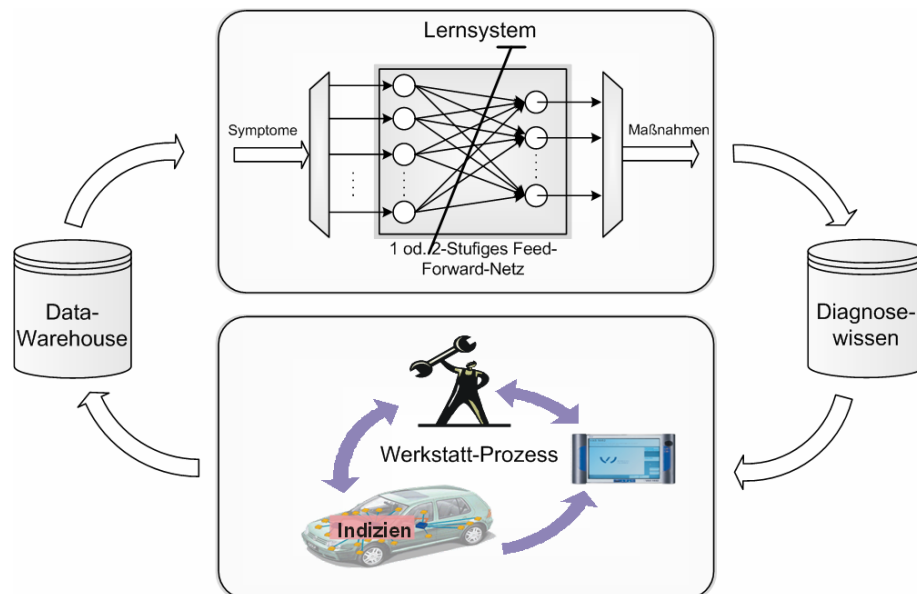 Lernsystem
Symptome
Maßnahmen
1 od. 2-Stufiges Feed-
Forward-Netz
Data-
Warehouse
Diagnose-
wissen
Werkstatt-Prozess
Indizien